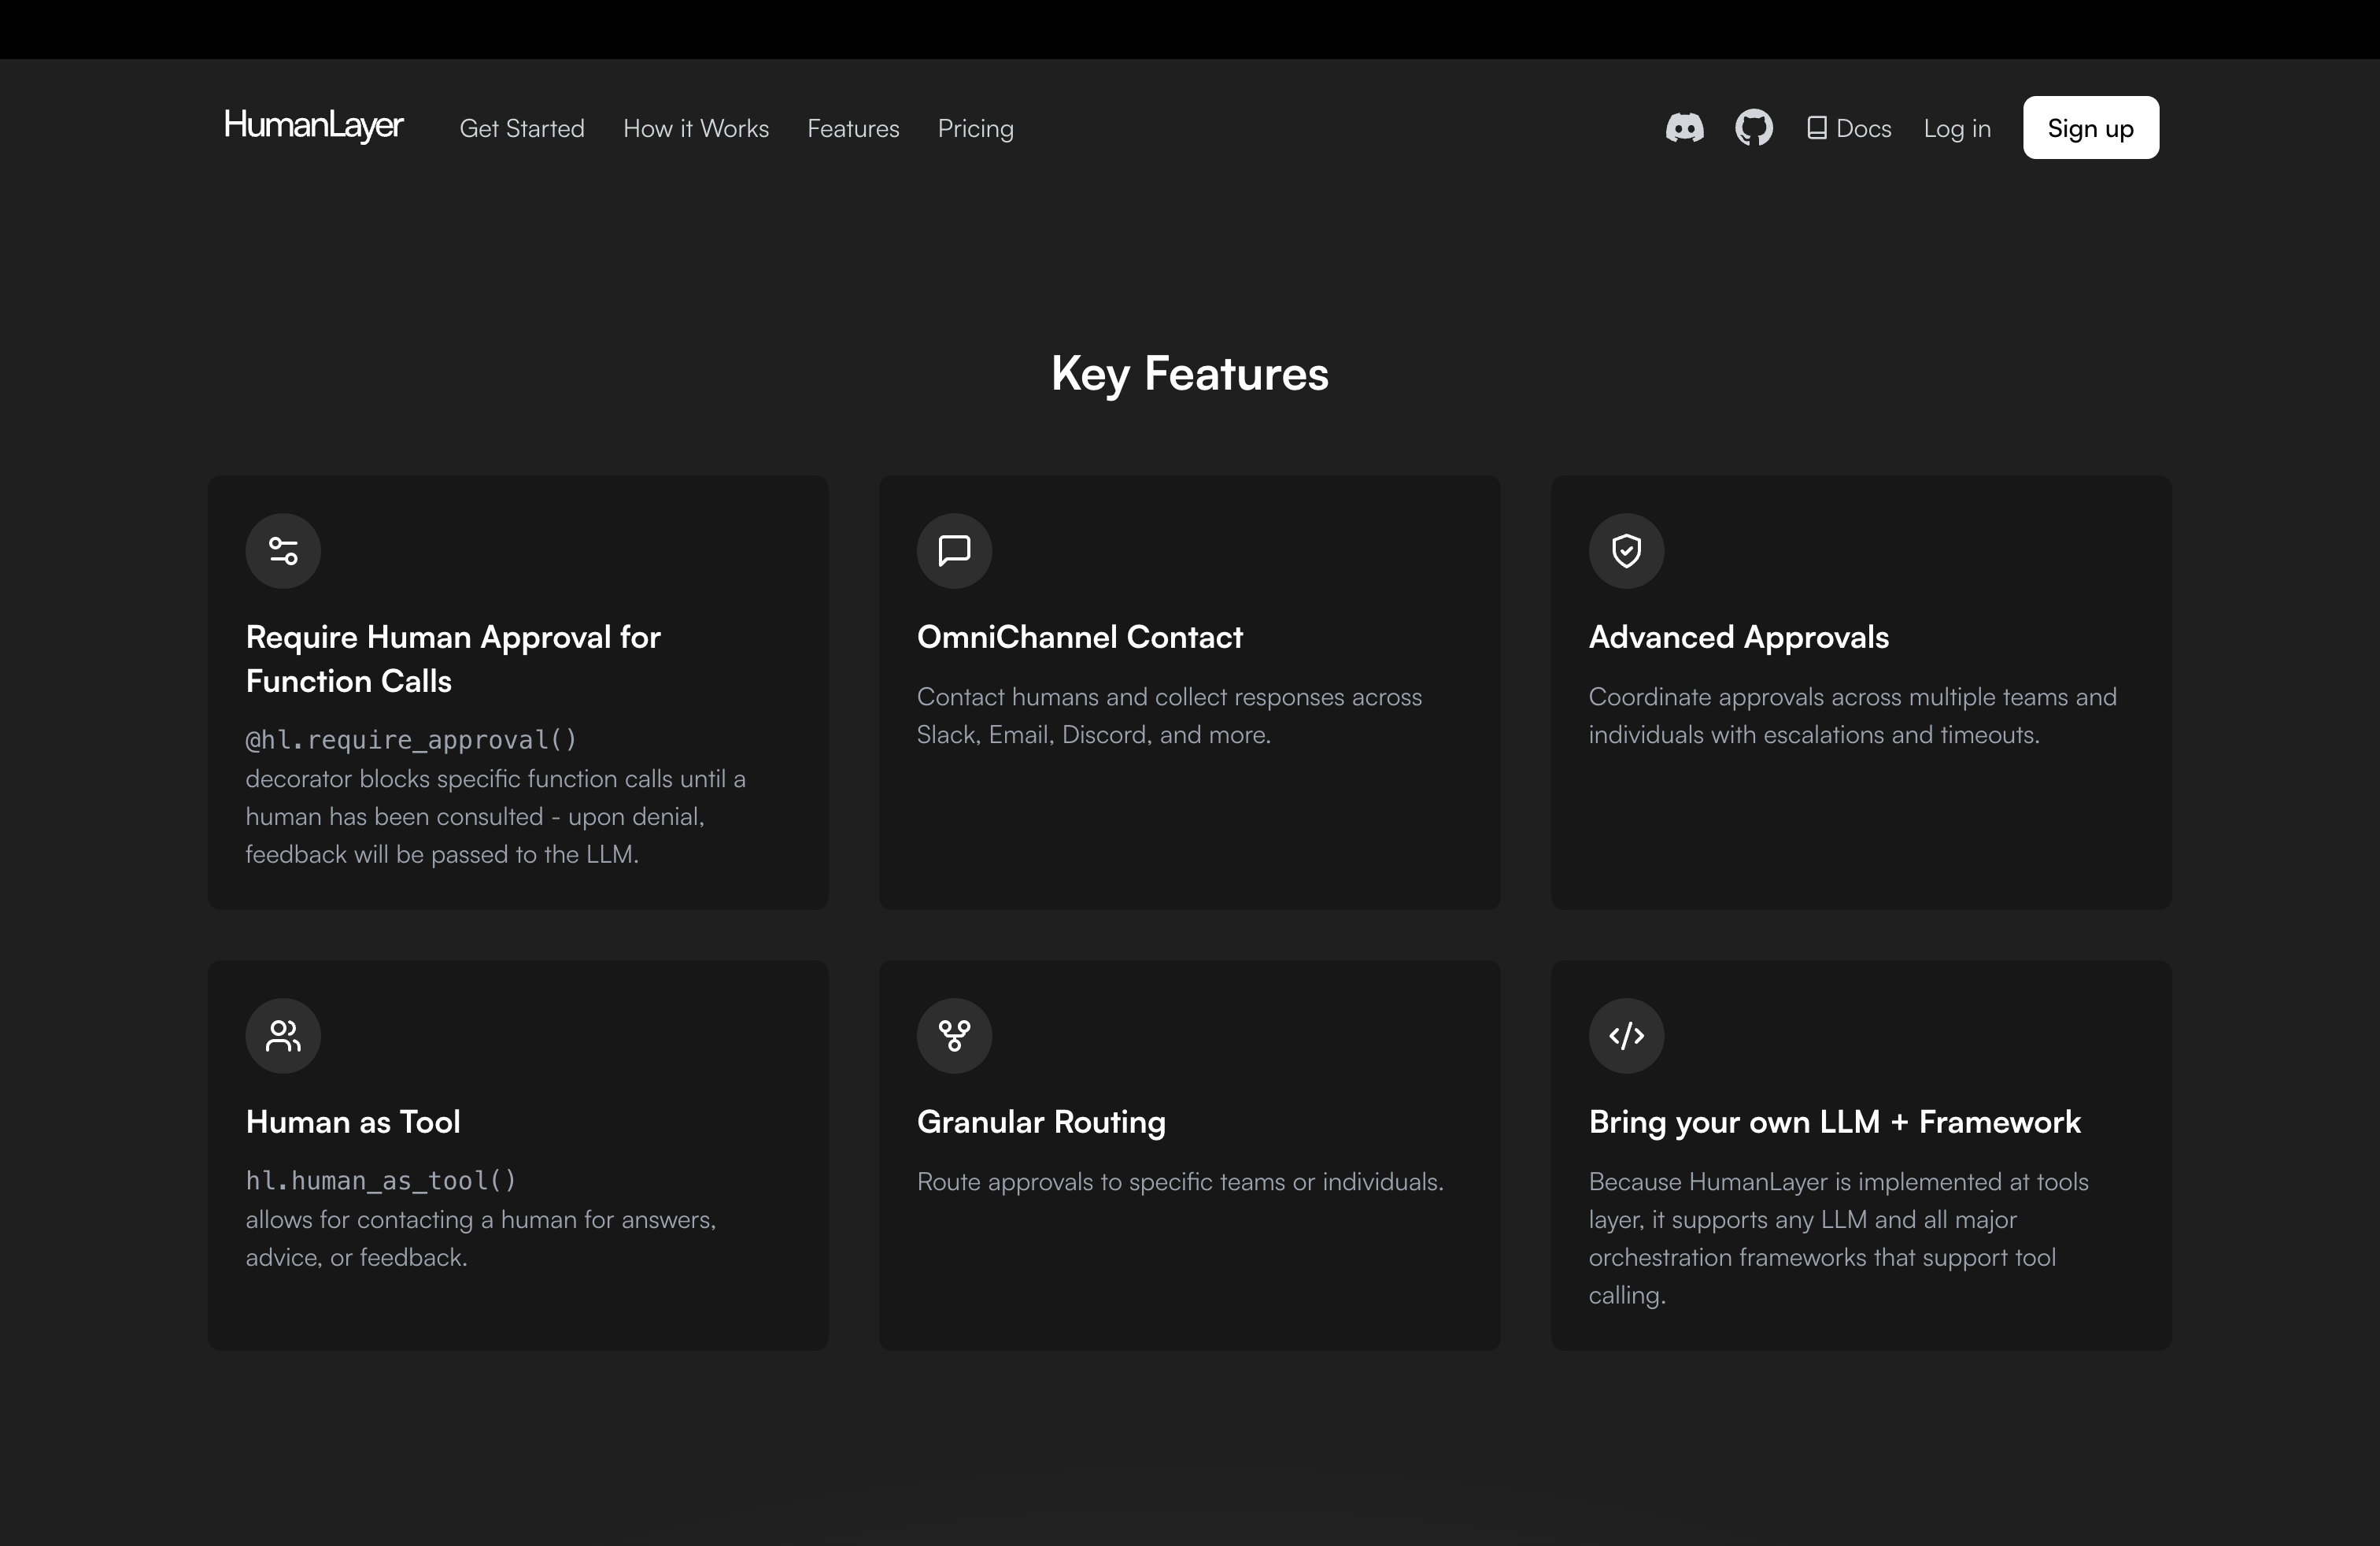 HumanLayer
Get Started
How it Works
Features
Pricing
Docs
Log in
Sign up
Key Features
Require Human Approval for
Function Calls
@hl.require_approval()
decorator blocks specific function calls until a
human has been consulted - upon denial,
feedback will be passed to the LLM.
OmniChannel Contact
Contact humans and collect responses across
Slack, Email, Discord, and more.
Advanced Approvals
Coordinate approvals across multiple teams and
individuals with escalations and timeouts.
Human as Tool
hl.human_as_tool()
allows for contacting a human for answers,
advice, or feedback.
Granular Routing
Route approvals to specific teams or individuals.
Bring your own LLM + Framework
Because HumanLayer is implemented at tools
layer, it supports any LLM and all major
orchestration frameworks that support tool
calling.